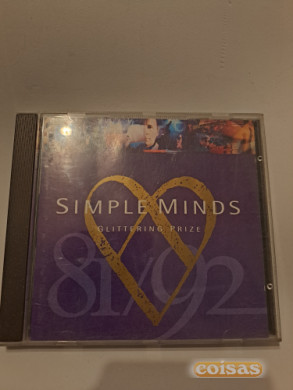 SIMPLE MINDS
GLITTERING PRIZE
81/92
coisas